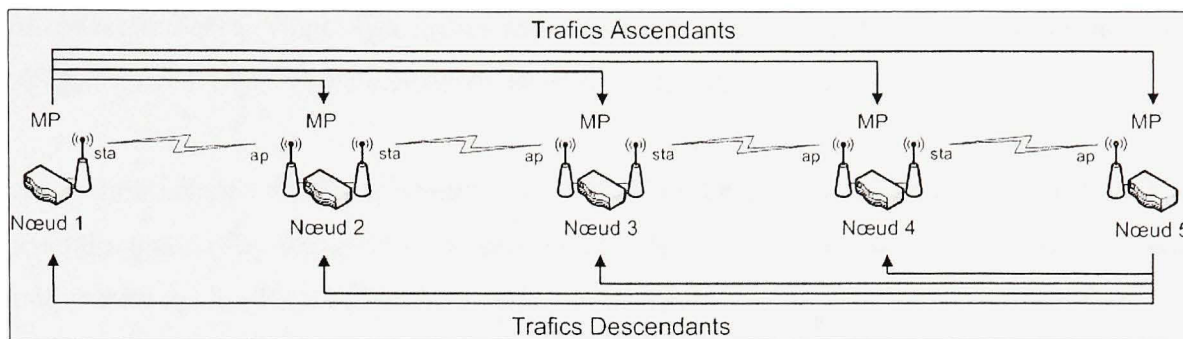 Trafics Ascendants
MP MP MP MP MP
sta ap sta ap sta ap sta ap
Nœud 1 Nœud 2 Nœud 3 Nœud 4 Nœud 5
Trafics Descendants